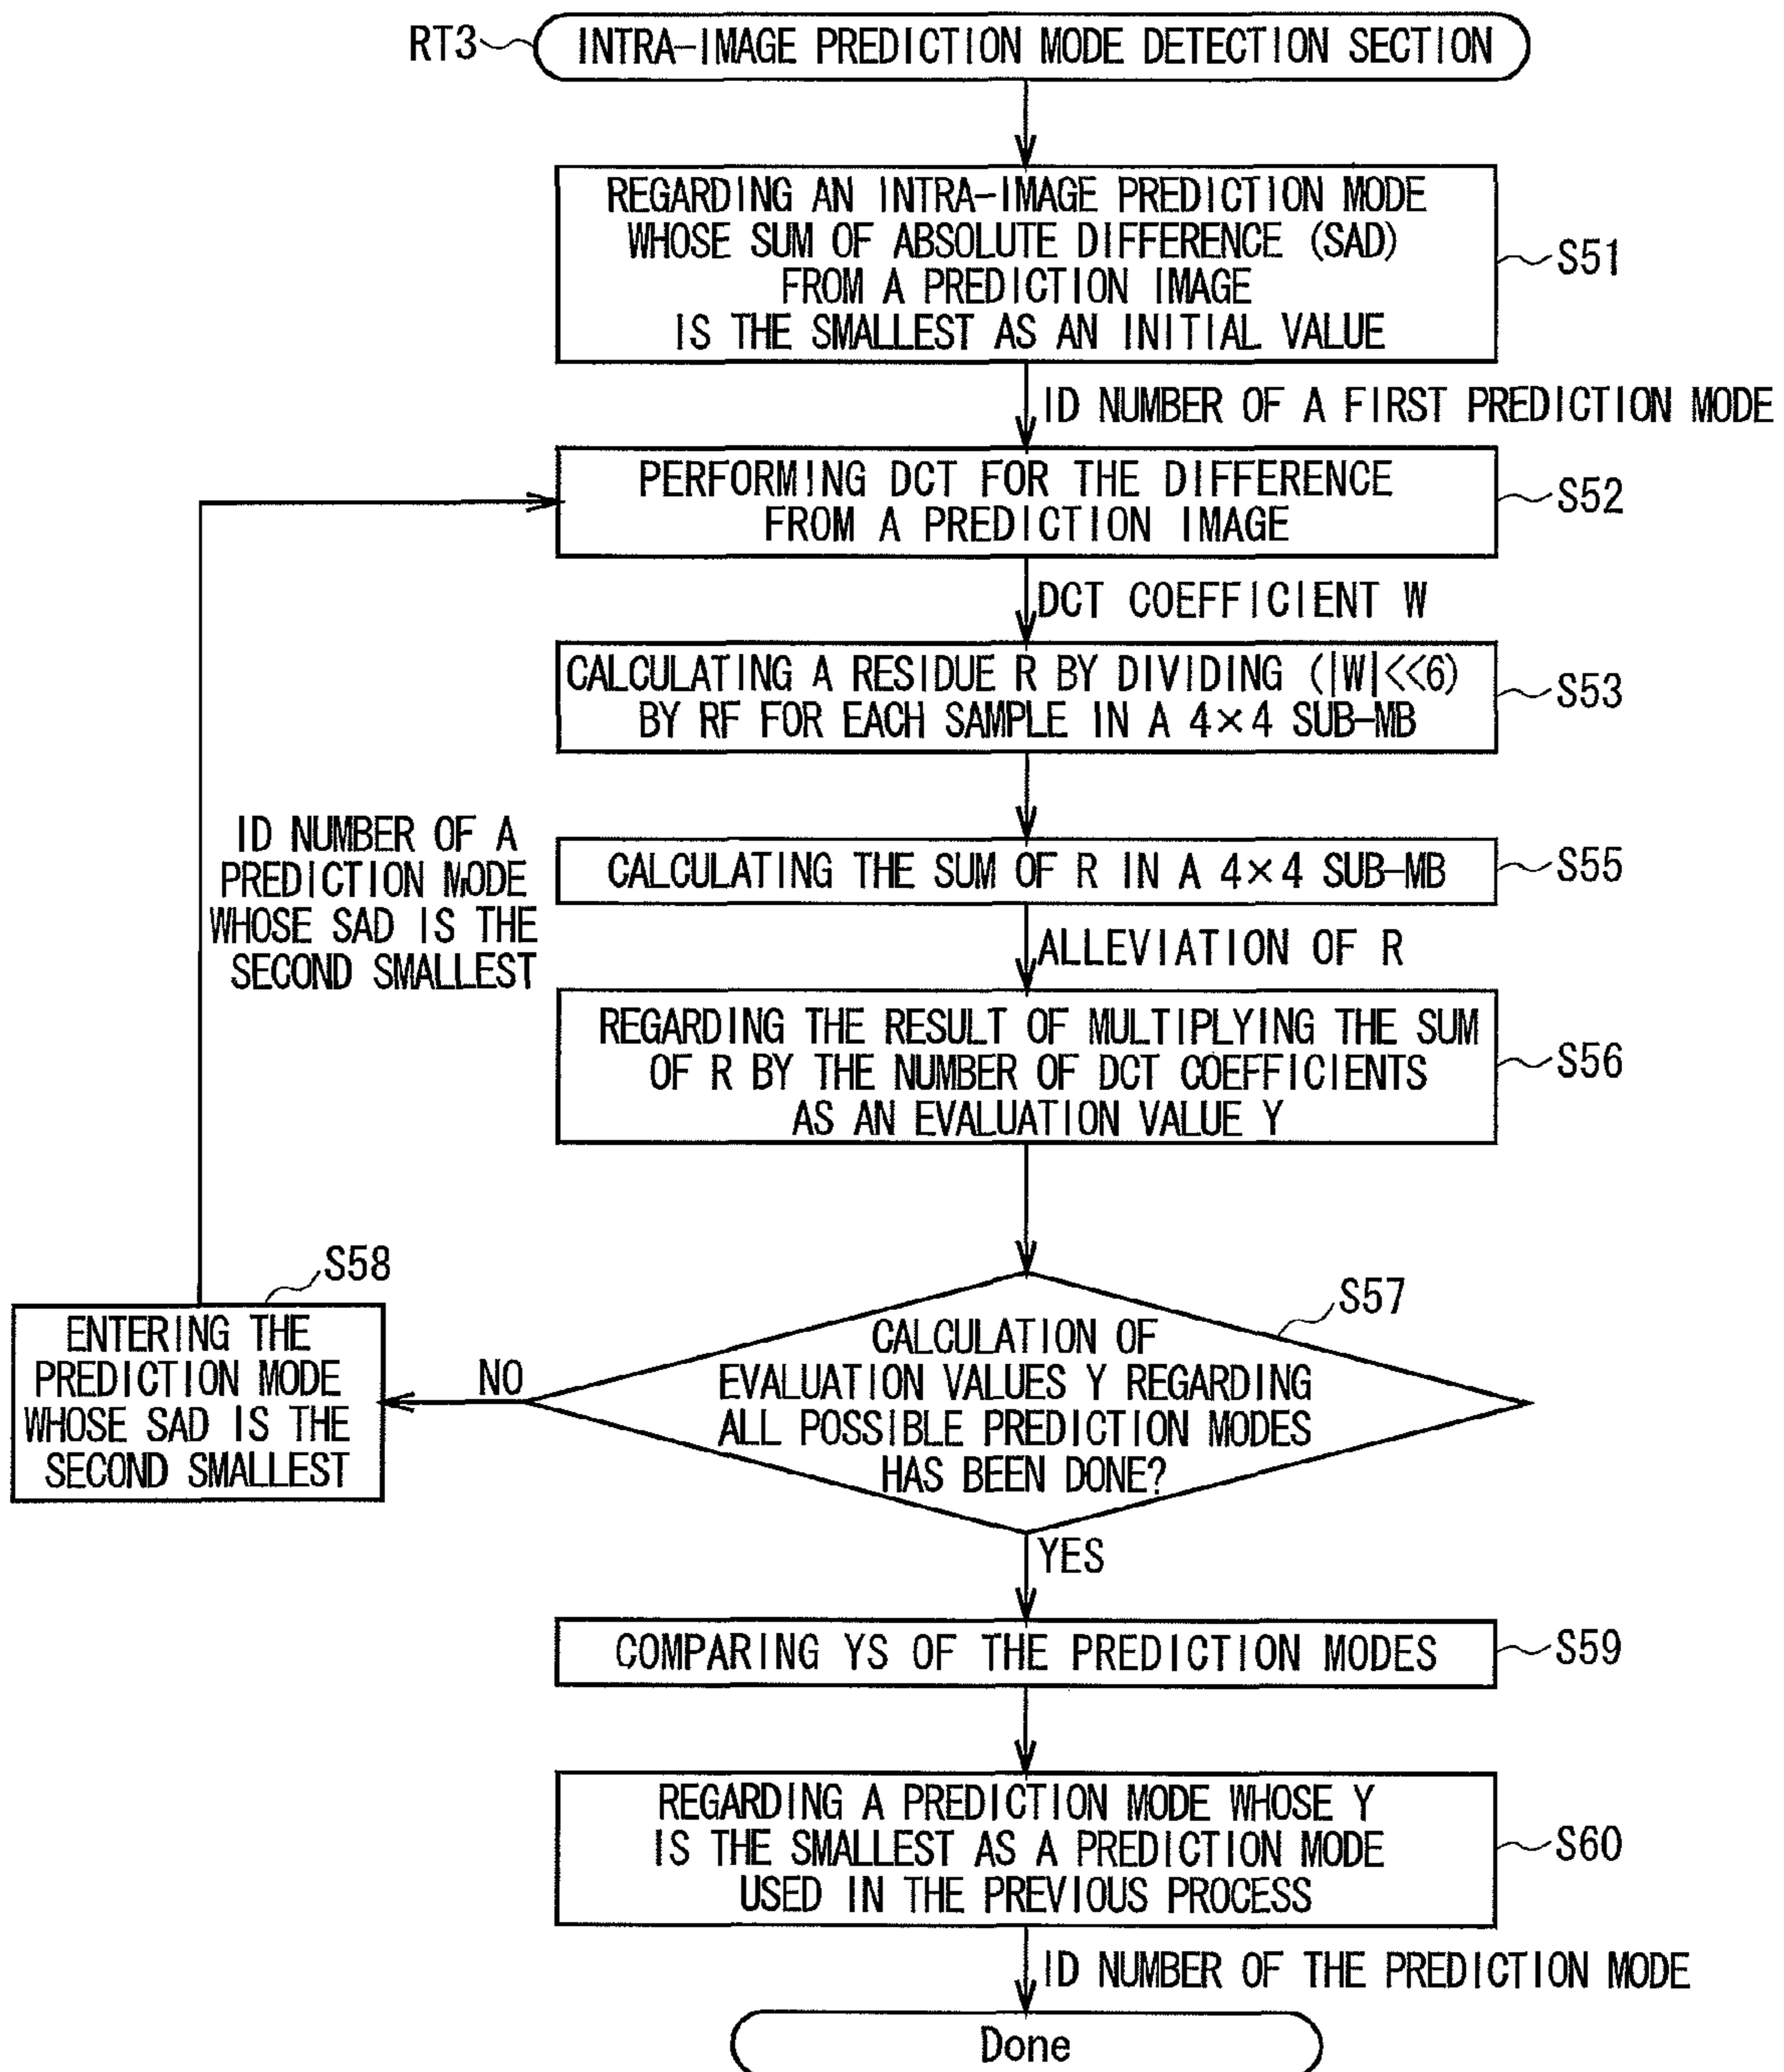 RT3
INTRA-IMAGE PREDICTION MODE DETECTION SECTION
REGARDING AN INTRA-IMAGE PREDICTION MODE
WHOSE SUM OF ABSOLUTE DIFFERENCE (SAD)
FROM A PREDICTION IMAGE
IS THE SMALLEST AS AN INITIAL VALUE
S51
ID NUMBER OF A FIRST PREDICTION MODE
PERFORMING DCT FOR THE DIFFERENCE
FROM A PREDICTION IMAGE
S52
DCT COEFFICIENT W
CALCULATING A RESIDUE R BY DIVIDING (|W|<<6)
BY RF FOR EACH SAMPLE IN A 4×4 SUB-MB
S53
ID NUMBER OF A
PREDICTION MODE
WHOSE SAD IS THE
SECOND SMALLEST
CALCULATING THE SUM OF R IN A 4×4 SUB-MB
S55
ALLEVIATION OF R
REGARDING THE RESULT OF MULTIPLYING THE SUM
OF R BY THE NUMBER OF DCT COEFFICIENTS
AS AN EVALUATION VALUE Y
S56
S58
ENTERING THE
PREDICTION MODE
WHOSE SAD IS THE
SECOND SMALLEST
NO
S57
CALCULATION OF
EVALUATION VALUES Y REGARDING
ALL POSSIBLE PREDICTION MODES
HAS BEEN DONE?
YES
COMPARING YS OF THE PREDICTION MODES
S59
REGARDING A PREDICTION MODE WHOSE Y
IS THE SMALLEST AS A PREDICTION MODE
USED IN THE PREVIOUS PROCESS
S60
ID NUMBER OF THE PREDICTION MODE
Done